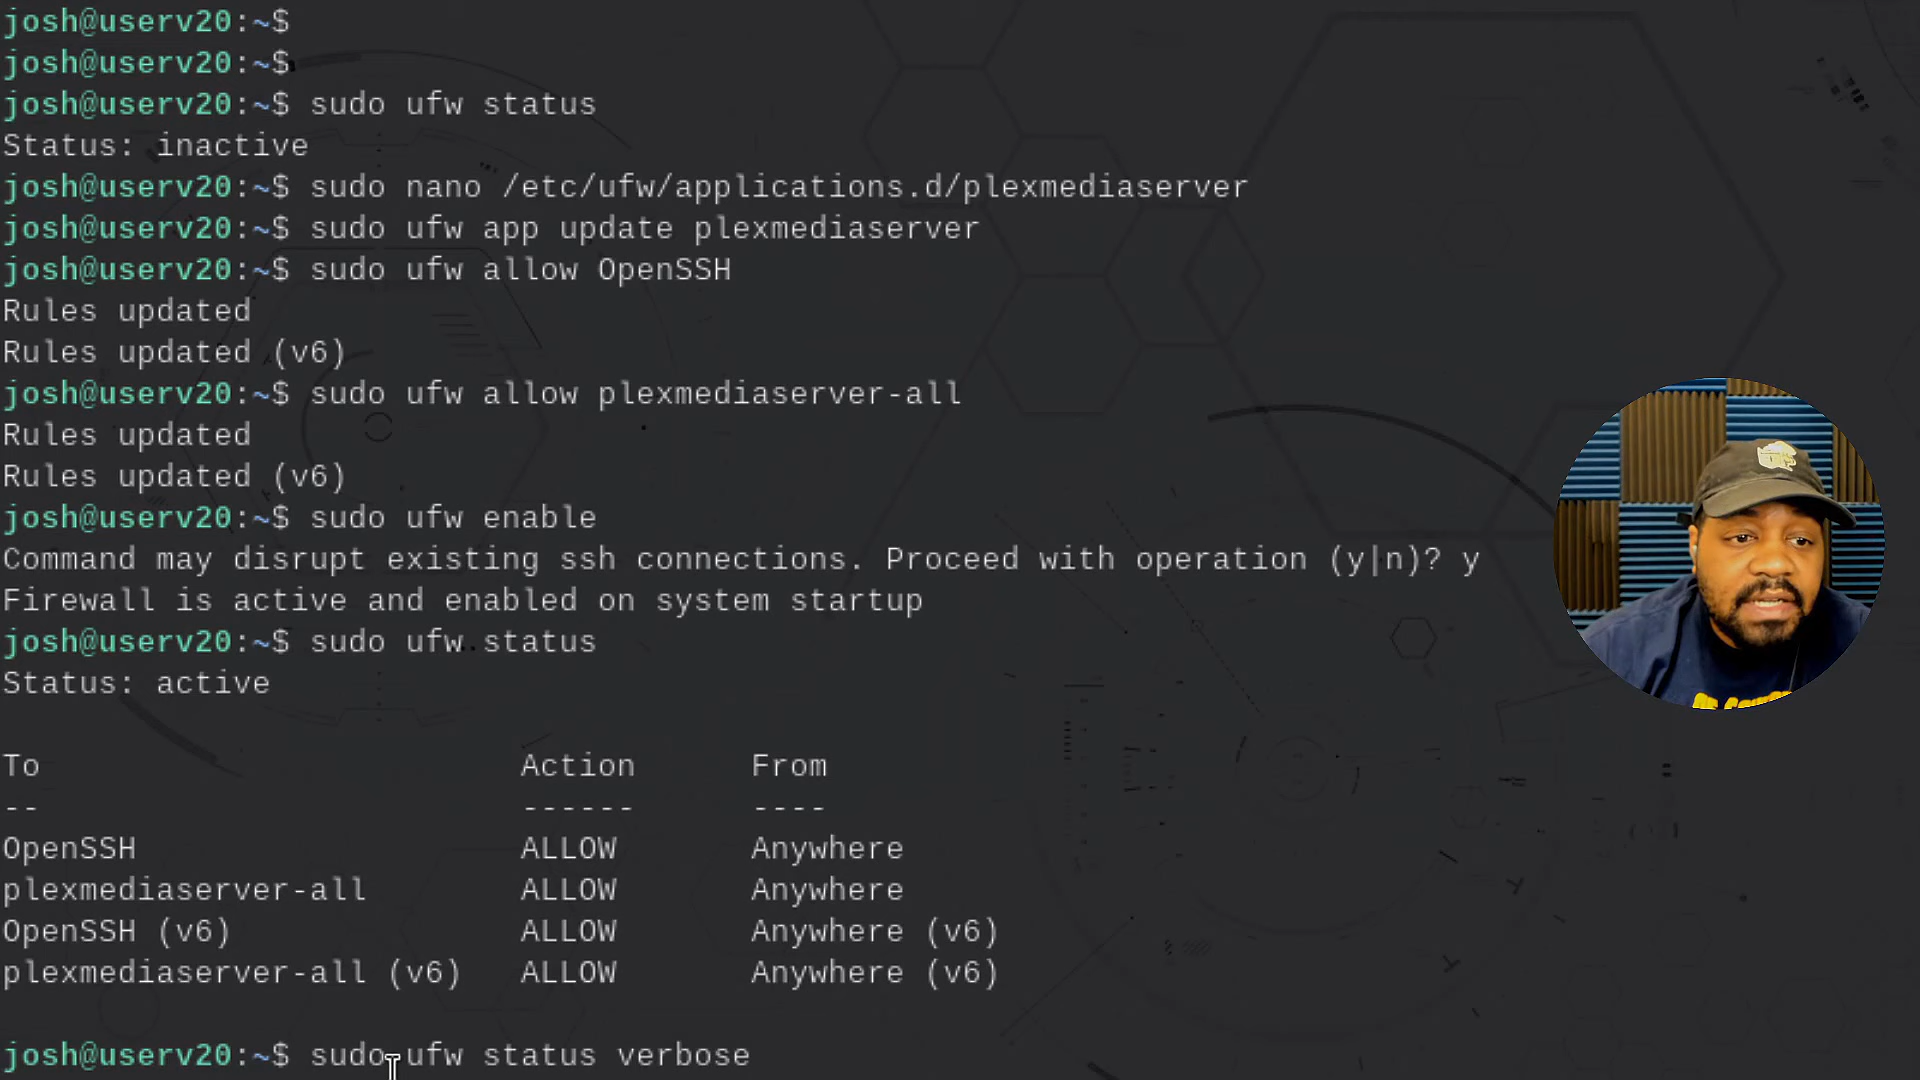 josh@userv20:~$
josh@userv20:~$
josh@userv20:~$ sudo ufw status
Status: inactive
josh@userv20:~$ sudo nano /etc/ufw/applications.d/plexmediaserver
josh@userv20:~$ sudo ufw app update plexmediaserver
josh@userv20:~$ sudo ufw allow OpenSSH
Rules updated
Rules updated (v6)
josh@userv20:~$ sudo ufw allow plexmediaserver-all
Rules updated
Rules updated (v6)
josh@userv20:~$ sudo ufw enable
Command may disrupt existing ssh connections. Proceed with operation (y|n)? y
Firewall is active and enabled on system startup
josh@userv20:~$ sudo ufw status
Status: active
To Action From
-- ------ ----
OpenSSH ALLOW Anywhere
plexmediaserver-all ALLOW Anywhere
OpenSSH (v6) ALLOW Anywhere (v6)
plexmediaserver-all (v6) ALLOW Anywhere (v6)
josh@userv20:~$ sudo ufw status verbose